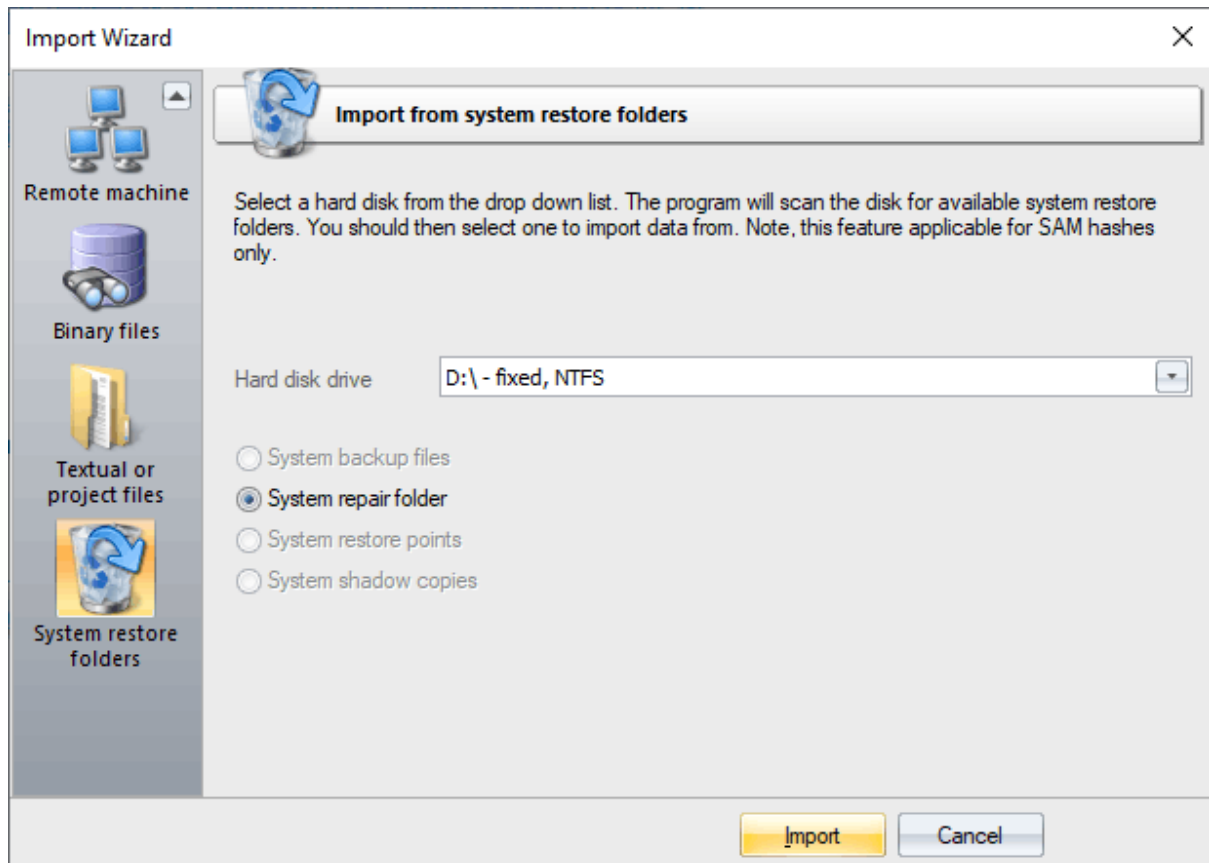 Import Wizard
Remote machine
Binary files
Textual or
project files
System restore
folders
Import from system restore folders
Select a hard disk from the drop down list. The program will scan the disk for available system restore
folders. You should then select one to import data from. Note, this feature applicable for SAM hashes
only.
Hard disk drive
D:\ - fixed, NTFS
System backup files
System repair folder
System restore points
System shadow copies
Import
Cancel